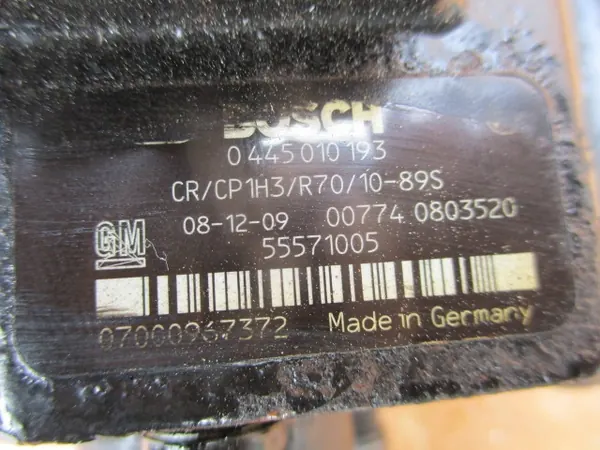 BOSCH
0 445 010 193
CR/CP1H3/R70/10-89S
GM 08-12-09 00774 0803520
55571005
07000967372 Made in Germany